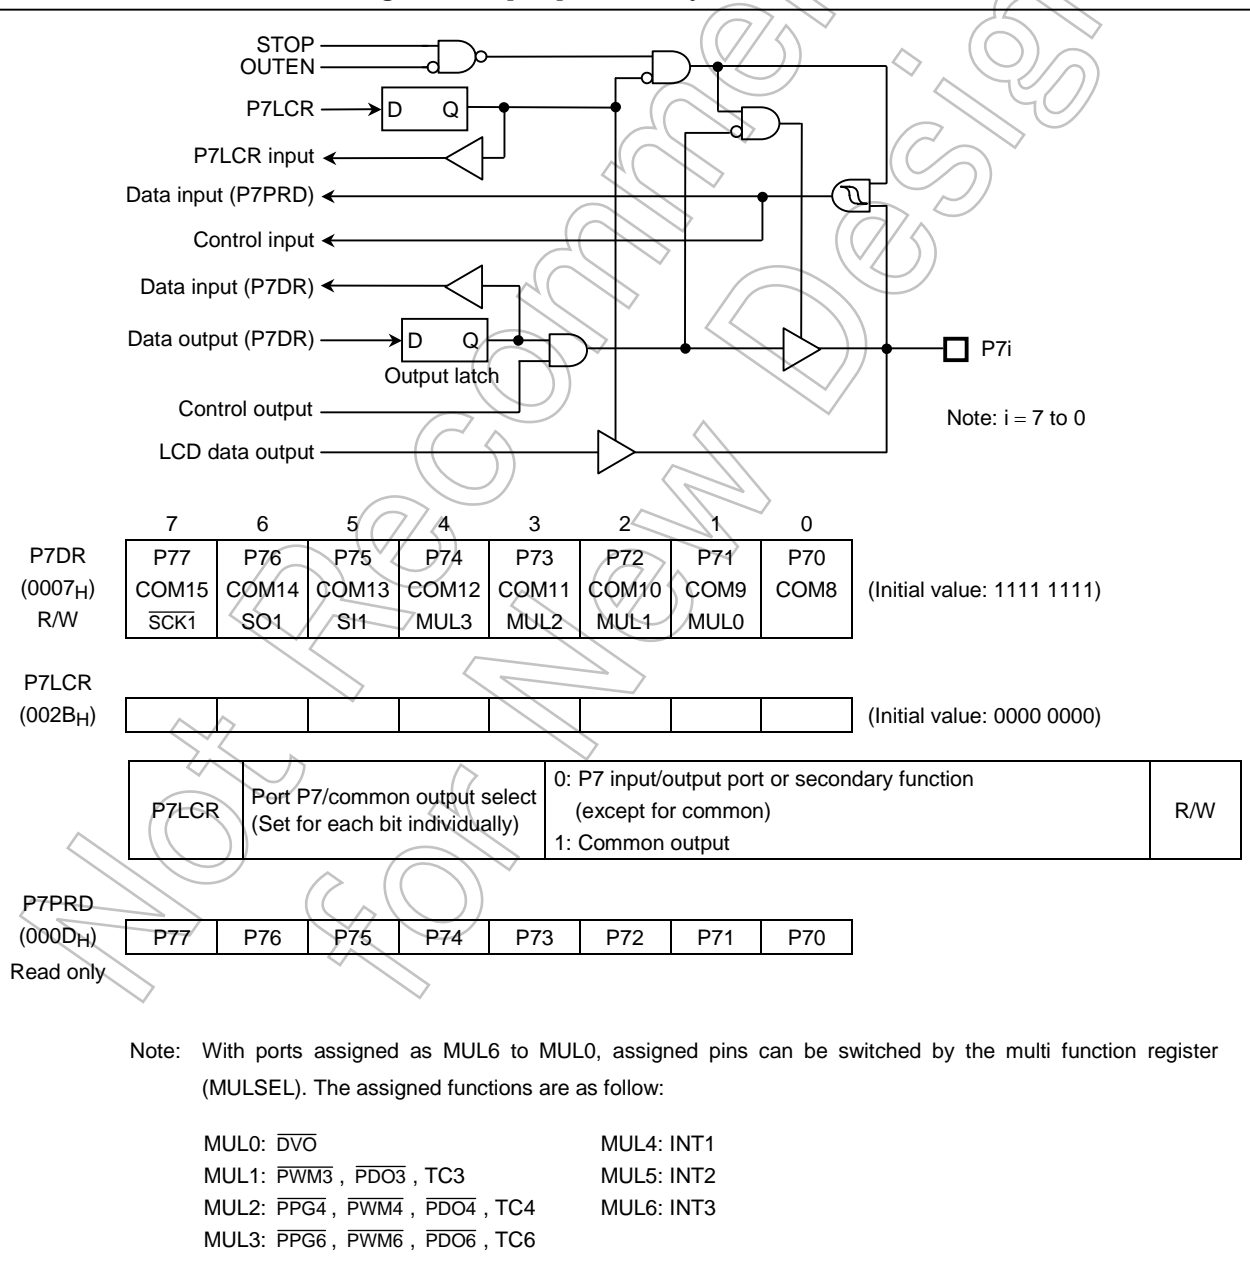 STOP
OUTEN
P7LCR
D Q
P7LCR input
Data input (P7PRD)
Control input
Data input (P7DR)
Data output (P7DR)
D Q
Output latch
P7i
Control output
Note: i = 7 to 0
LCD data output
7 6 5 4 3 2 1 0
P7DR P77 P76 P75 P74 P73 P72 P71 P70
(0007H) COM15 COM14 COM13 COM12 COM11 COM10 COM9 COM8 (Initial value: 1111 1111)
R/W SCK1 SO1 SI1 MUL3 MUL2 MUL1 MUL0
P7LCR
(002BH) (Initial value: 0000 0000)
P7LCR
Port P7/common output select
(Set for each bit individually)
0: P7 input/output port or secondary function
(except for common)
1: Common output
R/W
P7PRD
(000DH) P77 P76 P75 P74 P73 P72 P71 P70
Read only
Note: With ports assigned as MUL6 to MUL0, assigned pins can be switched by the multi function register
(MULSEL). The assigned functions are as follow:
MUL0: DVO MUL4: INT1
MUL1: PWM3 , PDO3 , TC3 MUL5: INT2
MUL2: PPG4 , PWM4 , PDO4 , TC4 MUL6: INT3
MUL3: PPG6 , PWM6 , PDO6 , TC6
Not Recommen
for New Desig